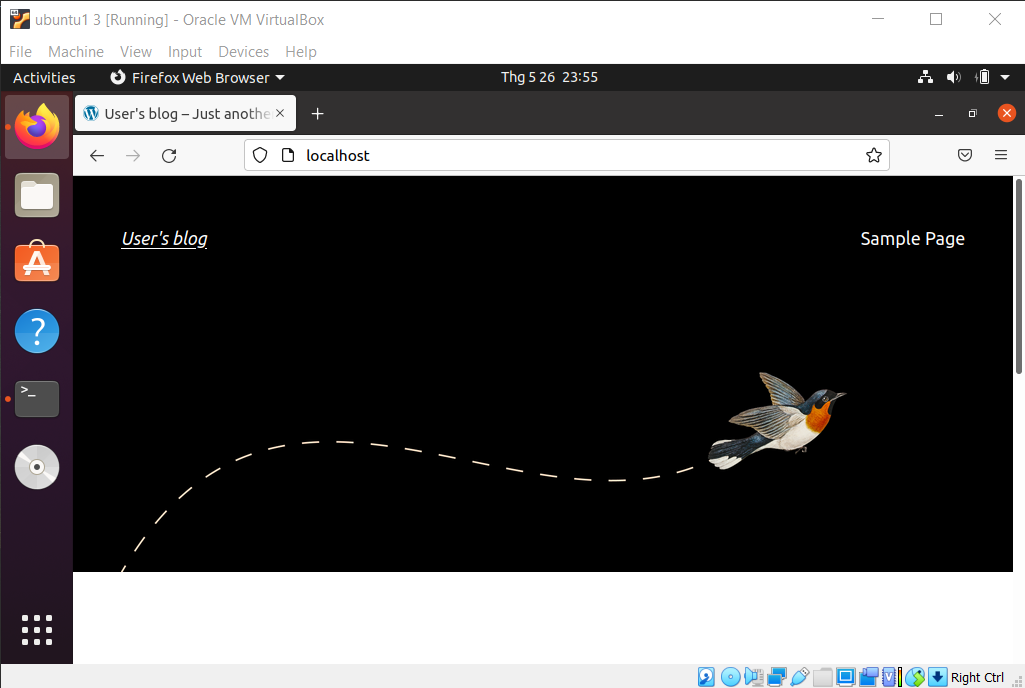 ubuntu1 3 [Running] - Oracle VM VirtualBox
File Machine View Input Devices Help
Activities Firefox Web Browser Thg 5 26 23:55
User's blog – Just anothe
localhost
User's blog Sample Page
Right Ctrl